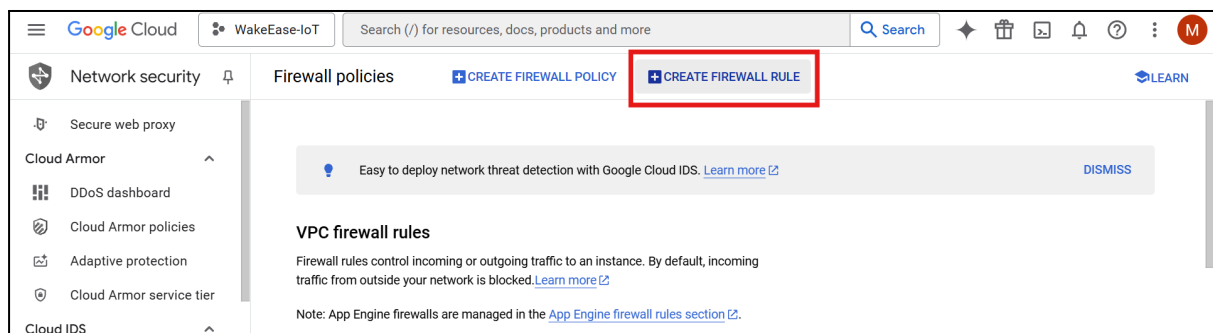 Google Cloud WakeEase-IoT Search (/) for resources, docs, products and more Search M
Network security Firewall policies CREATE FIREWALL POLICY CREATE FIREWALL RULE LEARN
Secure web proxy
Cloud Armor
Easy to deploy network threat detection with Google Cloud IDS. Learn more DISMISS
DDoS dashboard
Cloud Armor policies
VPC firewall rules
Adaptive protection
Firewall rules control incoming or outgoing traffic to an instance. By default, incoming
traffic from outside your network is blocked.Learn more
Cloud Armor service tier
Note: App Engine firewalls are managed in the App Engine firewall rules section.
Cloud IDS